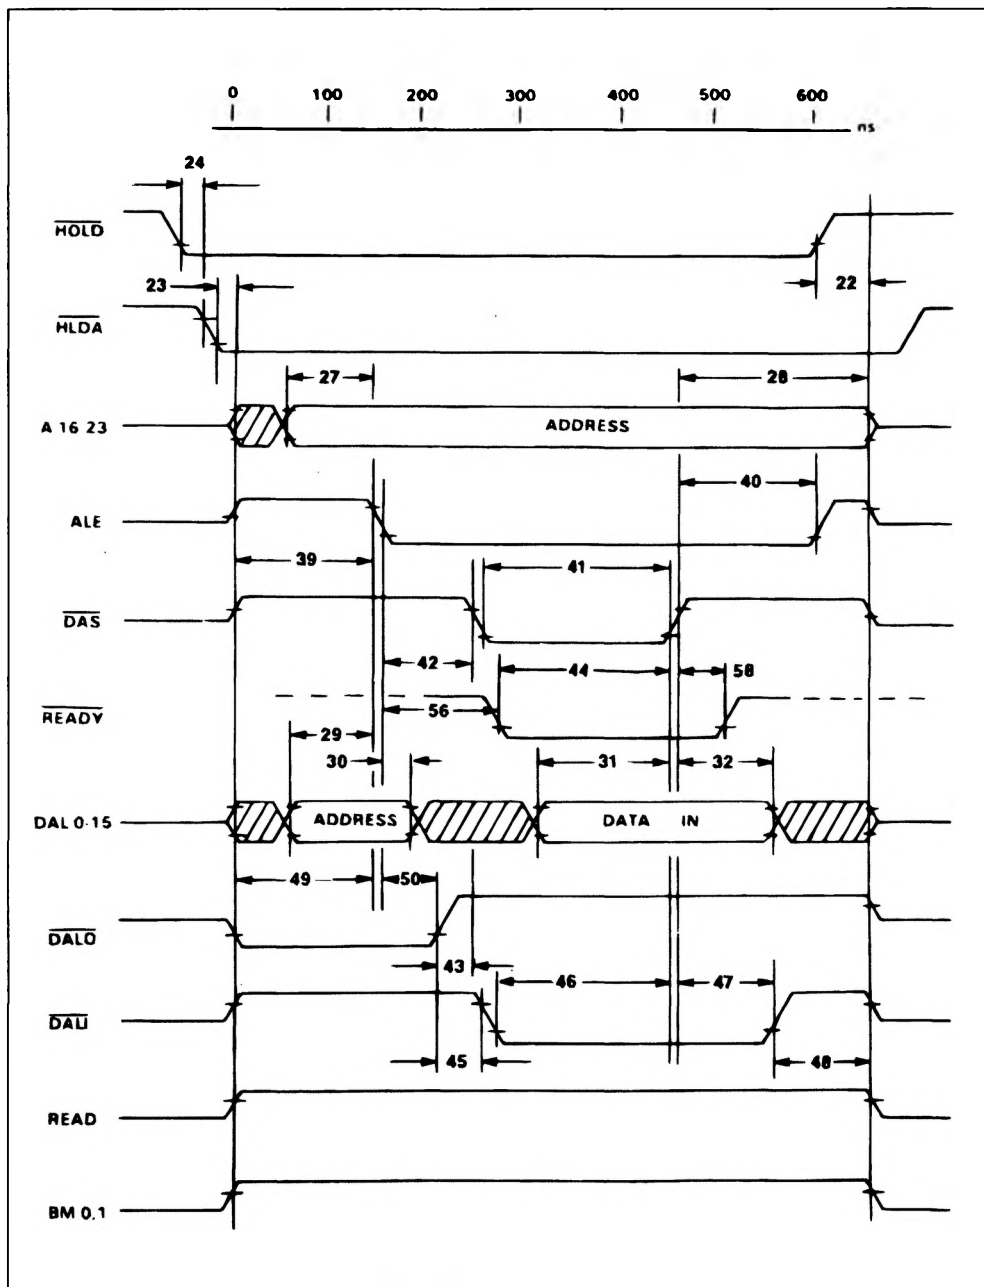 0 100 200 300 400 500 600
ns
24
HOLD
23
22
HLDA
27
28
A 16 23
ADDRESS
40
ALE
39
41
DAS
42
44
58
READY
56
29
30
31
32
DAL 0-15
ADDRESS
DATA IN
49
50
DALO
43
46
47
DALI
45
48
READ
BM 0.1